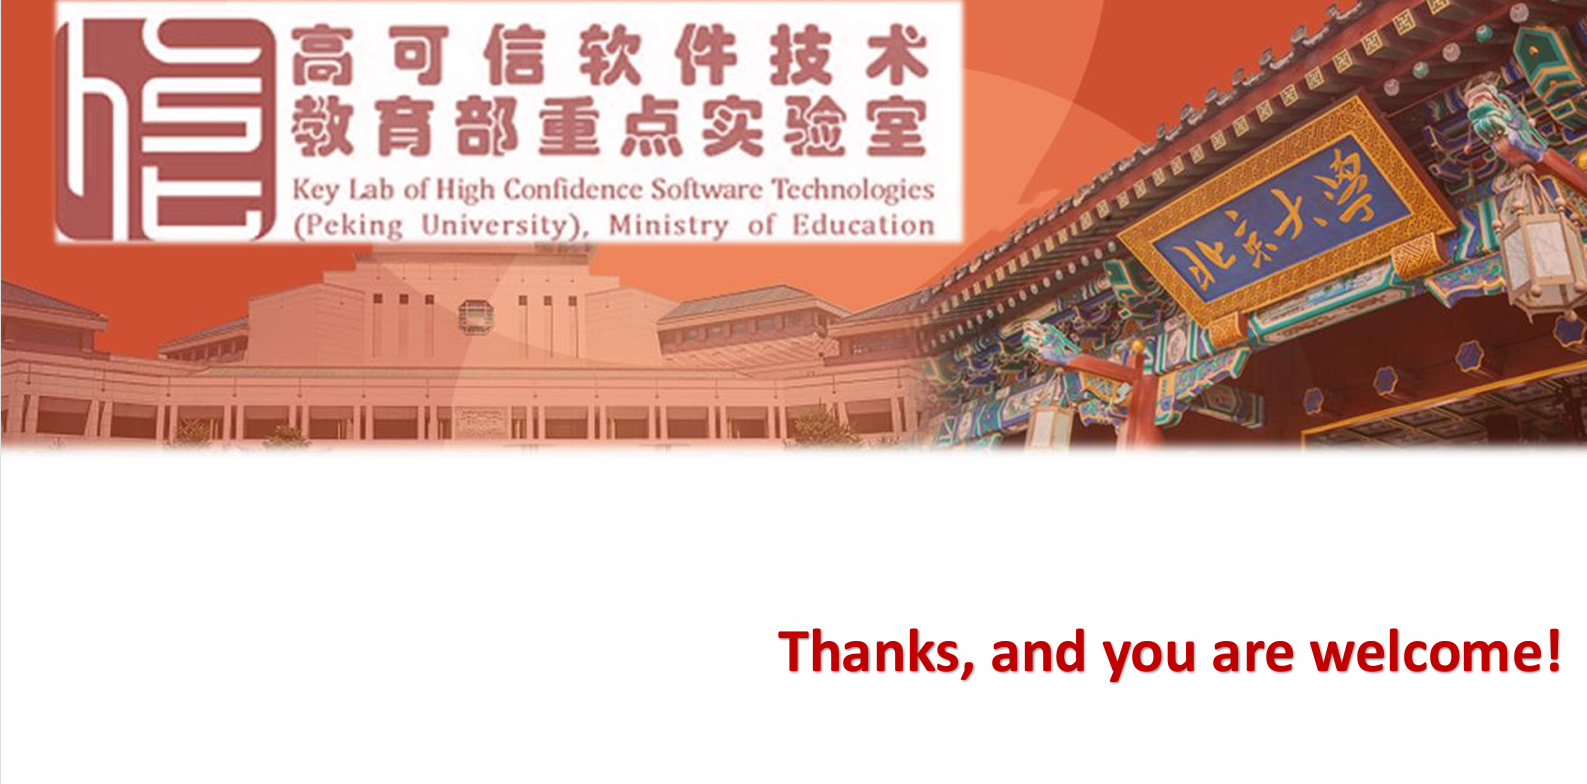 信
高可信软件技术
教育部重点实验室
Key Lab of High Confidence Software Technologies
(Peking University), Ministry of Education
北京大学
Thanks, and you are welcome!